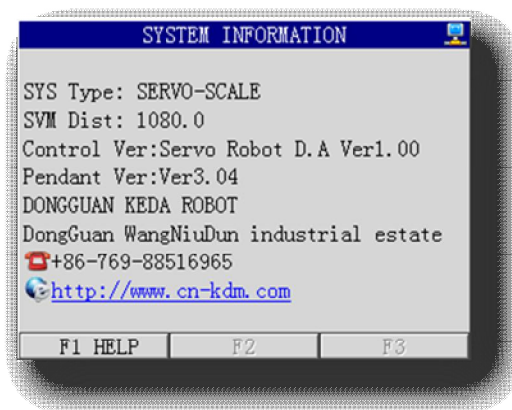 SYSTEM INFORMATION
SYS Type: SERVO-SCALE
SVM Dist: 1080.0
Control Ver:Servo Robot D.A Ver1.00
Pendant Ver:Ver3.04
DONGGUAN KEDA ROBOT
DongGuan WangNiuDun industrial estate
+86-769-88516965
http://www.cn-kdm.com
F1 HELP F2 F3